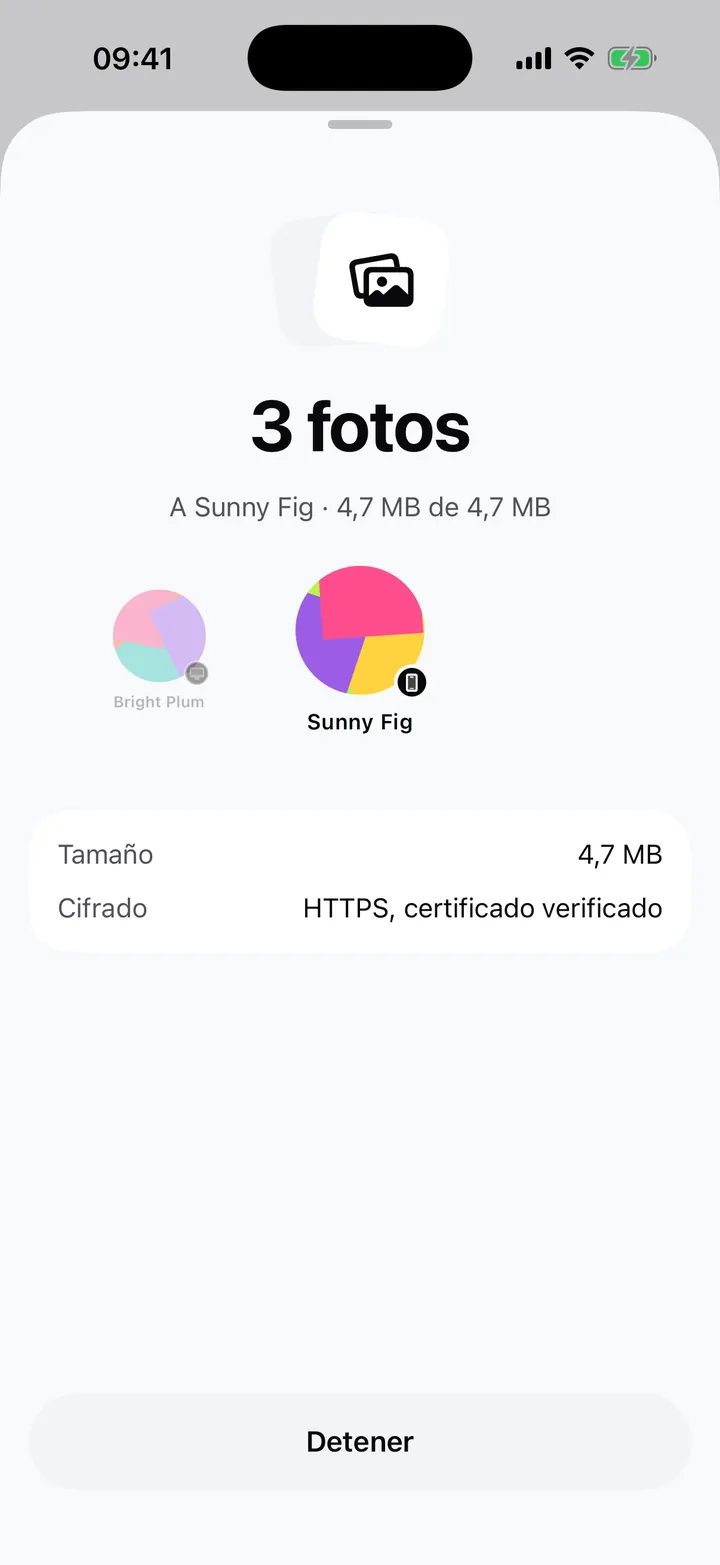 09:41
3 fotos
A Sunny Fig · 4,7 MB de 4,7 MB
Bright Plum
Sunny Fig
Tamaño 4,7 MB
Cifrado HTTPS, certificado verificado
Detener